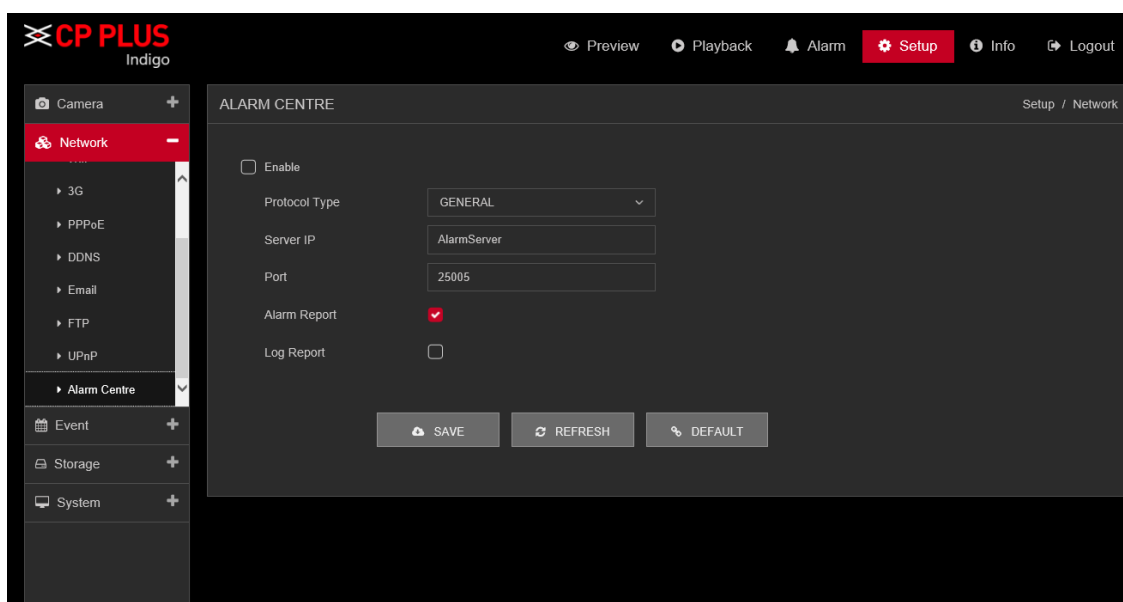 CP PLUS
Indigo
Preview
Playback
Alarm
Setup
Info
Logout
Camera
Network
3G
PPPoE
DDNS
Email
FTP
UPnP
Alarm Centre
Event
Storage
System
ALARM CENTRE
Setup / Network
Enable
Protocol Type
GENERAL
Server IP
AlarmServer
Port
25005
Alarm Report
Log Report
SAVE
REFRESH
DEFAULT